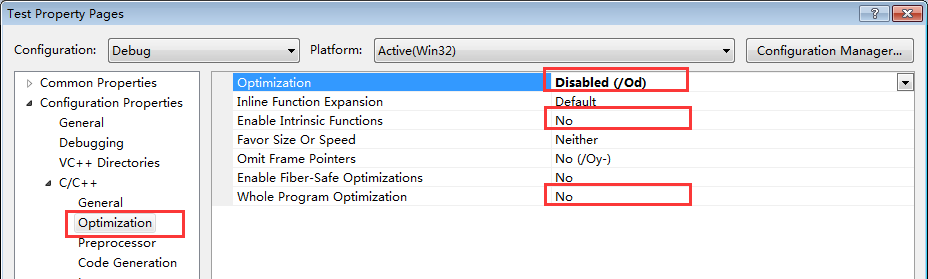 Test Property Pages
Configuration: Debug Platform: Active(Win32) Configuration Manager...
Common Properties
Configuration Properties
General
Debugging
VC++ Directories
C/C++
General
Optimization
Preprocessor
Code Generation
Optimization Disabled (/Od)
Inline Function Expansion Default
Enable Intrinsic Functions No
Favor Size Or Speed Neither
Omit Frame Pointers No (/Oy-)
Enable Fiber-Safe Optimizations No
Whole Program Optimization No